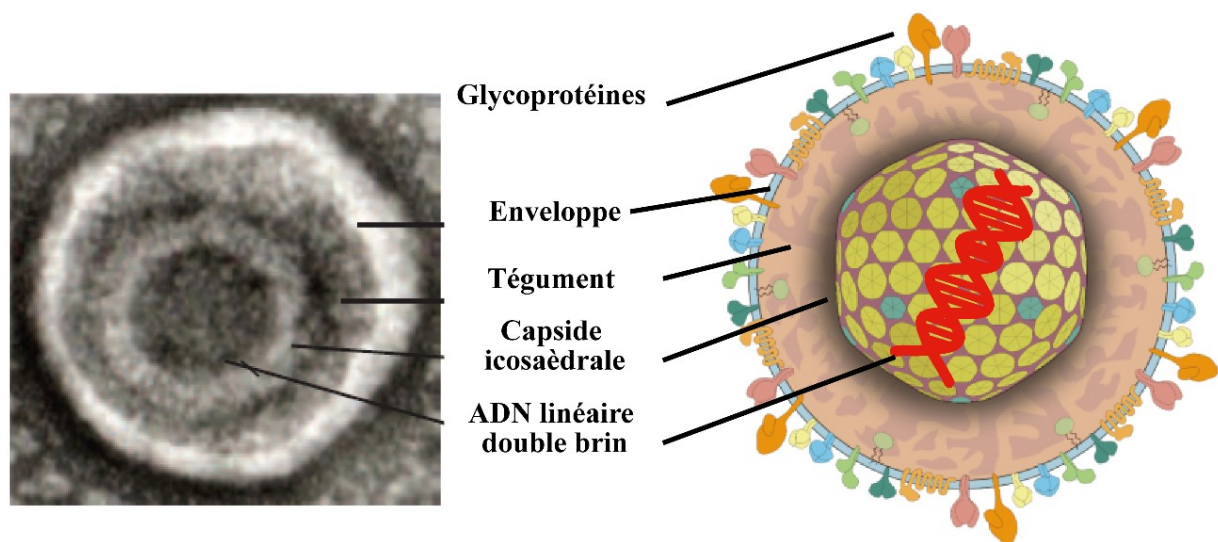 Glycoprotéines
Enveloppe
Tégument
Capside
icosaèdrale
ADN linéaire
double brin